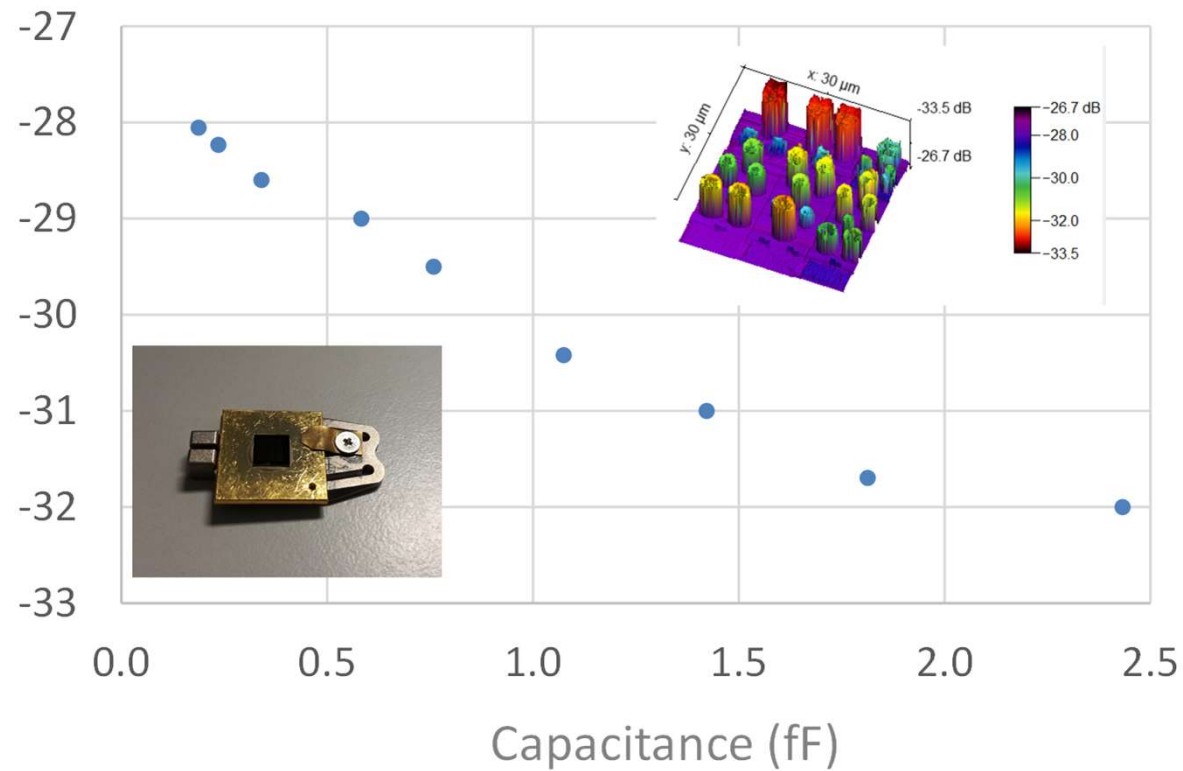 -27
-28
-29
-30
-31
-32
-33
0.0 0.5 1.0 1.5 2.0 2.5
Capacitance (fF)
x: 30 µm
y: 30 µm
-33.5 dB
-26.7 dB
−26.7 dB
−28.0
−30.0
−32.0
−33.5